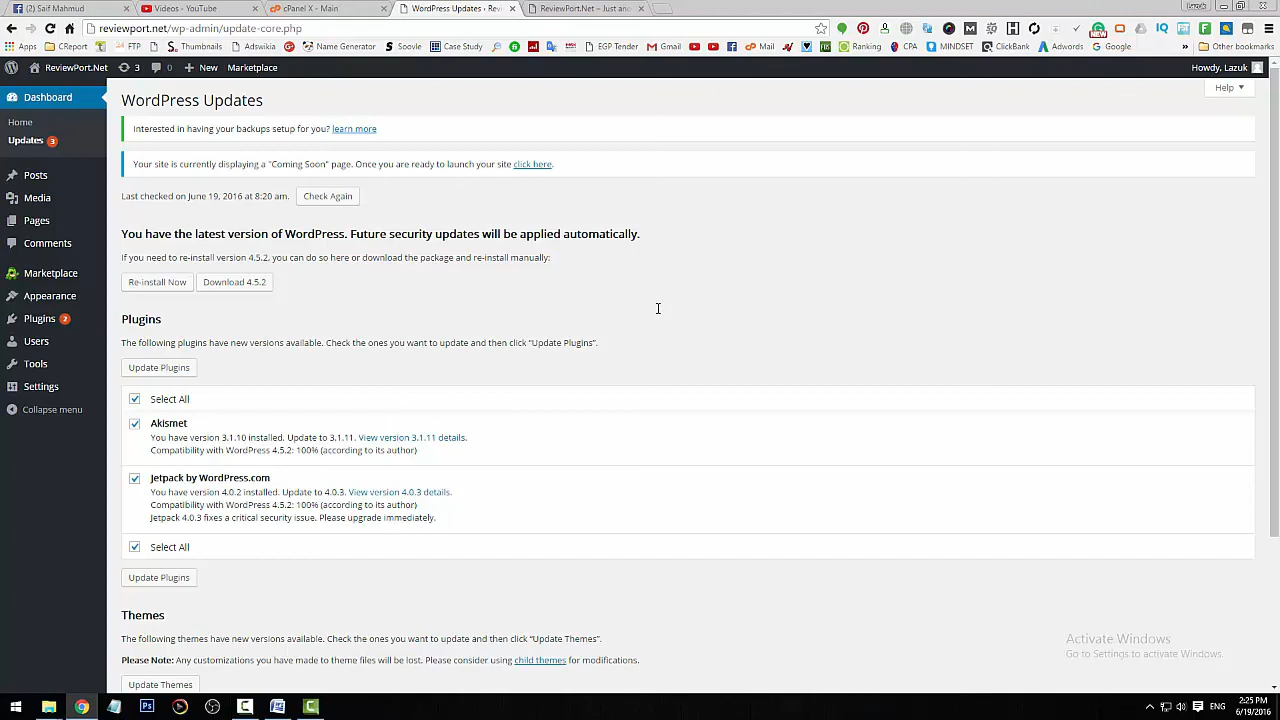 (2) Saif Mahmud
Videos - YouTube
cPanel X - Main
WordPress Updates ‹ Revi
ReviewPort.Net – Just ano
reviewport.net/wp-admin/update-core.php
Apps
CReport
FTP
Thumbnails
Adswikia
Name Generator
Google
Case Study
EGP Tender
Gmail
Mail
Ranking
CPA
MINDSET
ClickBank
Adwords
Google
Other bookmarks
NEW
ReviewPort.Net
3
0
New
Marketplace
Howdy, Lazuk
Dashboard
Home
Updates 3
Posts
Media
Pages
Comments
Marketplace
Appearance
Plugins 2
Users
Tools
Settings
Collapse menu
Help
WordPress Updates
Interested in having your backups setup for you? learn more
Your site is currently displaying a "Coming Soon" page. Once you are ready to launch your site click here.
Last checked on June 19, 2016 at 8:20 am.
Check Again
You have the latest version of WordPress. Future security updates will be applied automatically.
If you need to re-install version 4.5.2, you can do so here or download the package and re-install manually:
Re-install Now
Download 4.5.2
Plugins
The following plugins have new versions available. Check the ones you want to update and then click “Update Plugins”.
Update Plugins
Select All
Akismet
You have version 3.1.10 installed. Update to 3.1.11. View version 3.1.11 details.
Compatibility with WordPress 4.5.2: 100% (according to its author)
Jetpack by WordPress.com
You have version 4.0.2 installed. Update to 4.0.3. View version 4.0.3 details.
Compatibility with WordPress 4.5.2: 100% (according to its author)
Jetpack 4.0.3 fixes a critical security issue. Please upgrade immediately.
Select All
Update Plugins
Themes
The following themes have new versions available. Check the ones you want to update and then click “Update Themes”.
Please Note: Any customizations you have made to theme files will be lost. Please consider using child themes for modifications.
Update Themes
Activate Windows
Go to Settings to activate Windows.
ENG
2:25 PM
6/19/2016